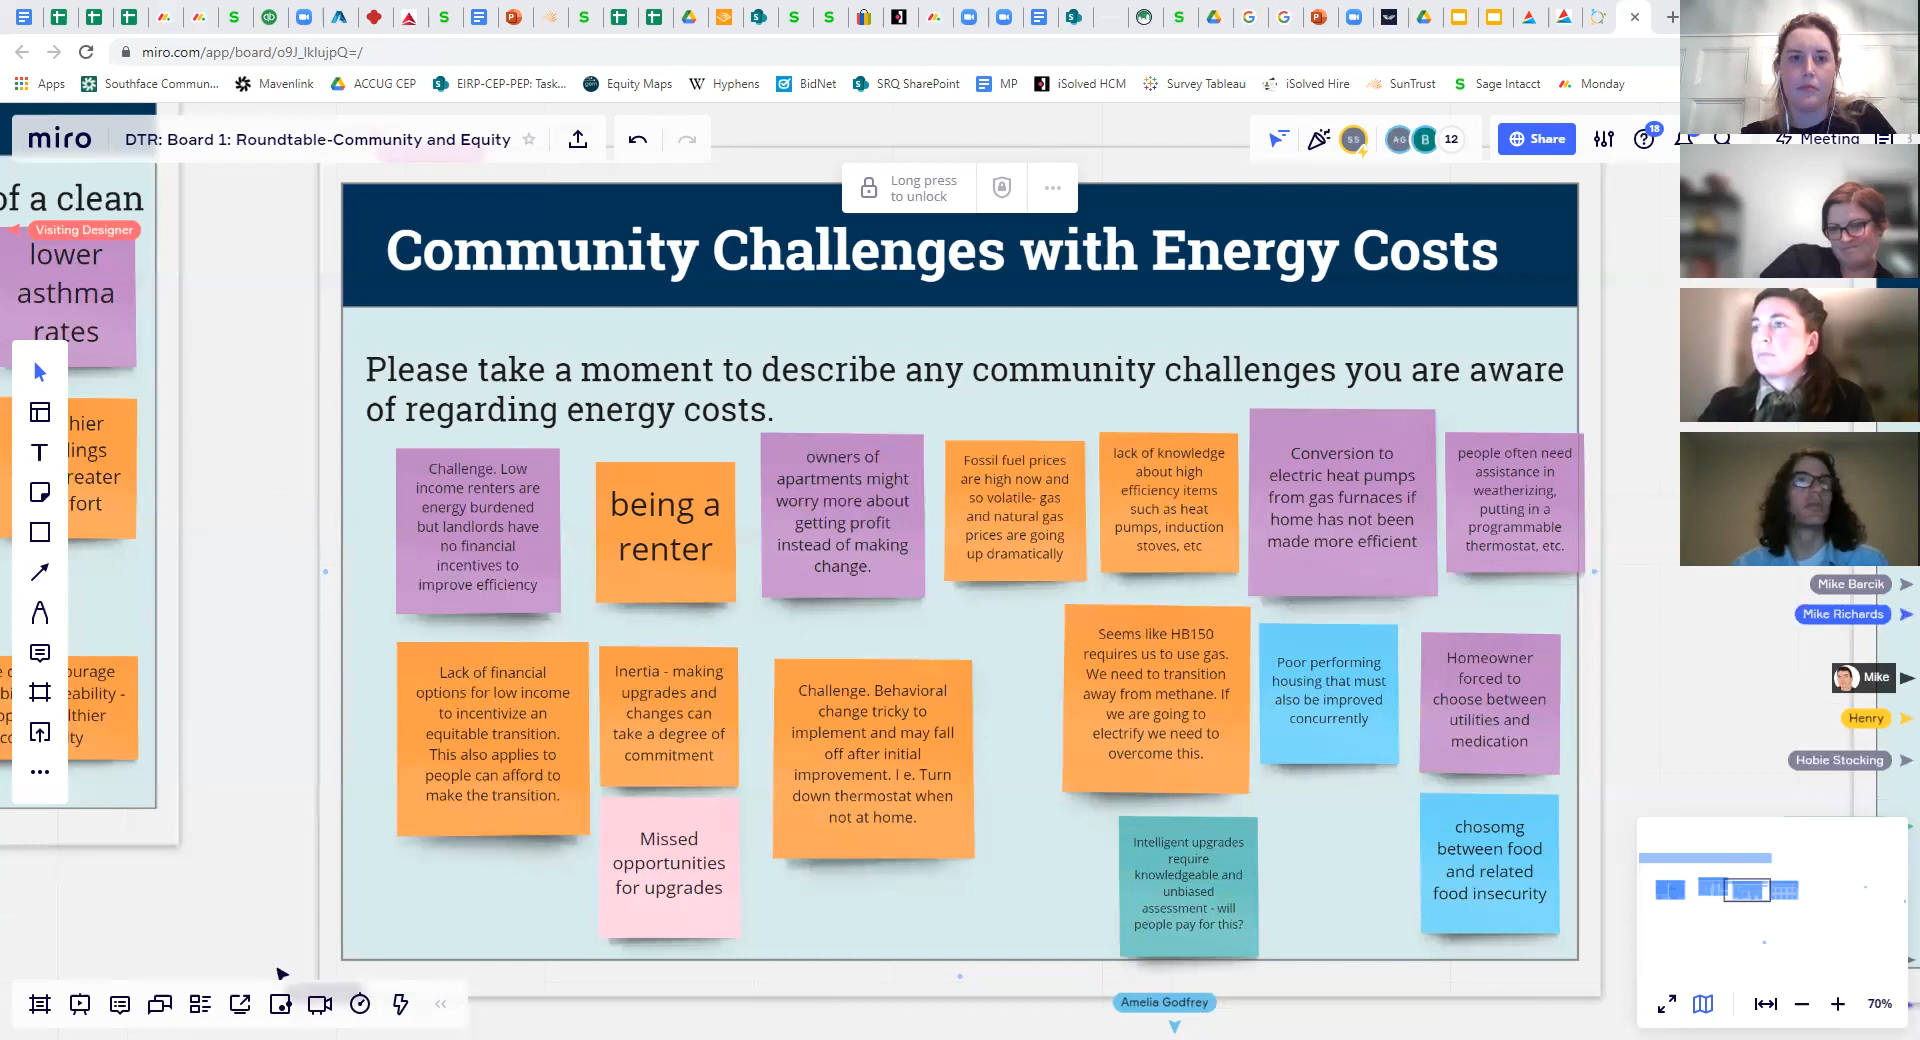 miro.com/app/board/o9J_lklujpQ=/
Apps
Southface Commun...
Mavenlink
ACCUG CEP
EIRP-CEP-PEP: Task...
Equity Maps
Hyphens
BidNet
SRQ SharePoint
MP
iSolved HCM
Survey Tableau
iSolved Hire
SunTrust
Sage Intacct
Monday
miro
DTR: Board 1: Roundtable-Community and Equity
SS
AG
B
12
Share
18
Meeting
Long press
to unlock
of a clean
Visiting Designer
lower
asthma
rates
hier
lings
reater
fort
urage
eability -
lthier
ity
Community Challenges with Energy Costs
Please take a moment to describe any community challenges you are aware
of regarding energy costs.
Challenge. Low
income renters are
energy burdened
but landlords have
no financial
incentives to
improve efficiency
being a
renter
owners of
apartments might
worry more about
getting profit
instead of making
change.
Fossil fuel prices
are high now and
so volatile- gas
and natural gas
prices are going
up dramatically
lack of knowledge
about high
efficiency items
such as heat
pumps, induction
stoves, etc
Conversion to
electric heat pumps
from gas furnaces if
home has not been
made more efficient
people often need
assistance in
weatherizing,
putting in a
programmable
thermostat, etc.
Lack of financial
options for low income
to incentivize an
equitable transition.
This also applies to
people can afford to
make the transition.
Inertia - making
upgrades and
changes can
take a degree of
commitment
Missed
opportunities
for upgrades
Challenge. Behavioral
change tricky to
implement and may fall
off after initial
improvement. I e. Turn
down thermostat when
not at home.
Seems like HB150
requires us to use gas.
We need to transition
away from methane. If
we are going to
electrify we need to
overcome this.
Poor performing
housing that must
also be improved
concurrently
Homeowner
forced to
choose between
utilities and
medication
Intelligent upgrades
require
knowledgeable and
unbiased
assessment - will
people pay for this?
chosomg
between food
and related
food insecurity
Mike Barcik
Mike Richards
Mike
Henry
Hobie Stocking
Amelia Godfrey
70%